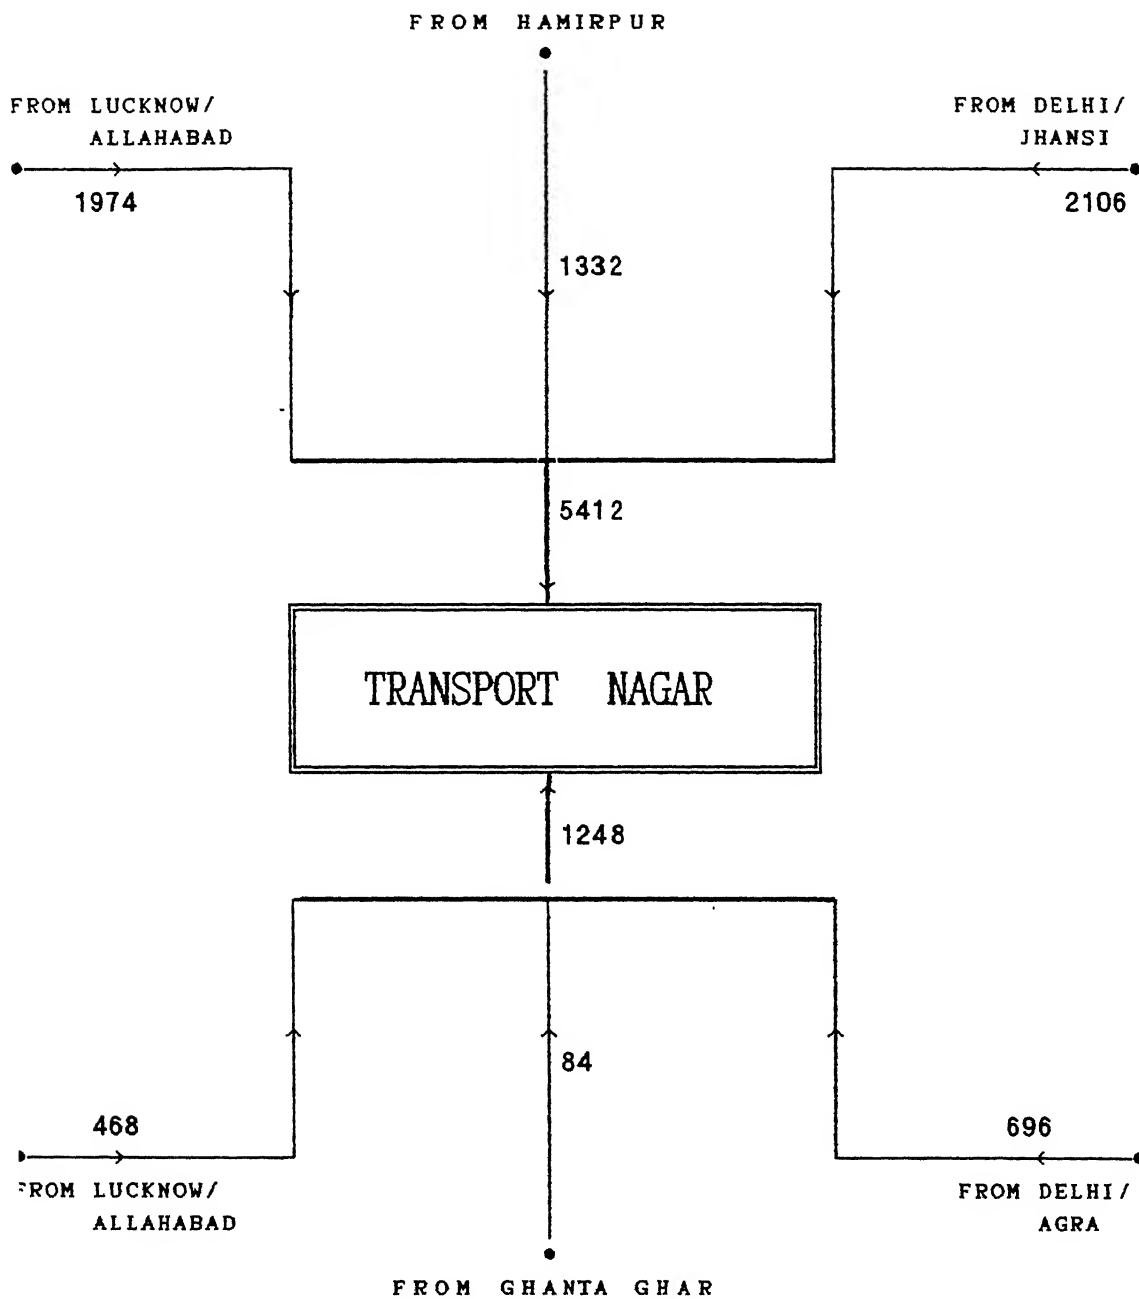 FROM HAMIRPUR
FROM LUCKNOW/
ALLAHABAD
1974
FROM DELHI/
JHANSI
2106
1332
5412
TRANSPORT NAGAR
1248
84
468
FROM LUCKNOW/
ALLAHABAD
696
FROM DELHI/
AGRA
FROM GHANTA GHAR